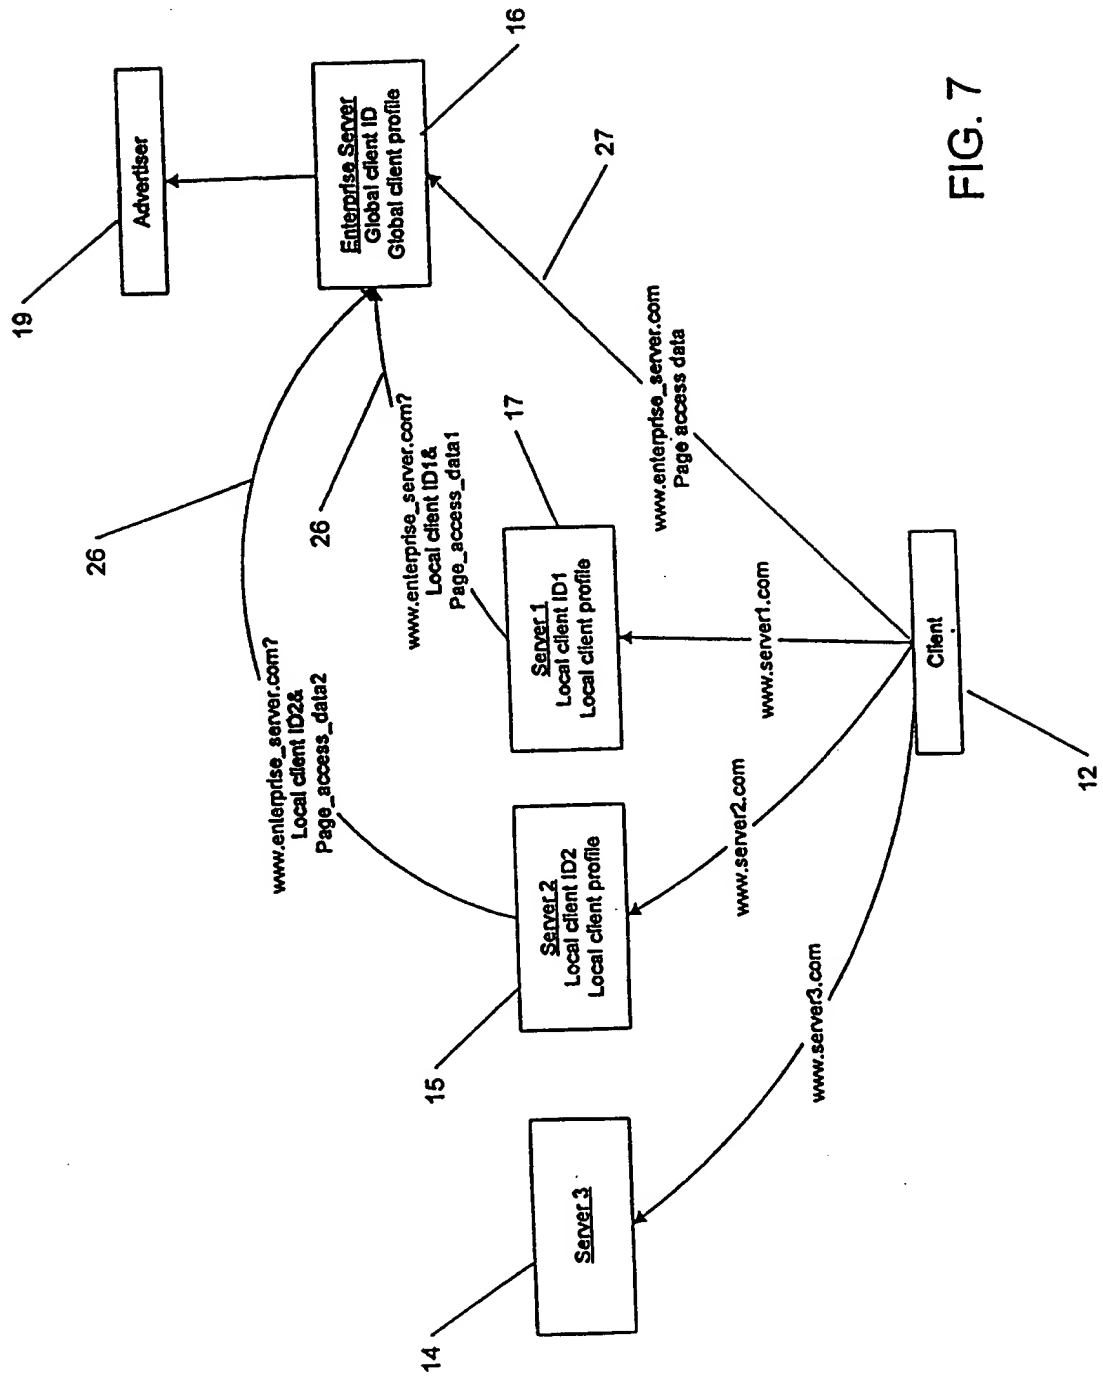 19
Advertiser
16
Enterprise Server
Global client ID
Global client profile
26
26
27
www.enterprise_server.com?
Local client ID2&
Page_access_data2
www.enterprise_server.com?
Local client ID1&
Page_access_data1
www.enterprise_server.com
Page access data
14
Server 3
15
Server 2
Local client ID2
Local client profile
17
Server 1
Local client ID1
Local client profile
www.server3.com
www.server2.com
www.server1.com
Client
12
FIG. 7